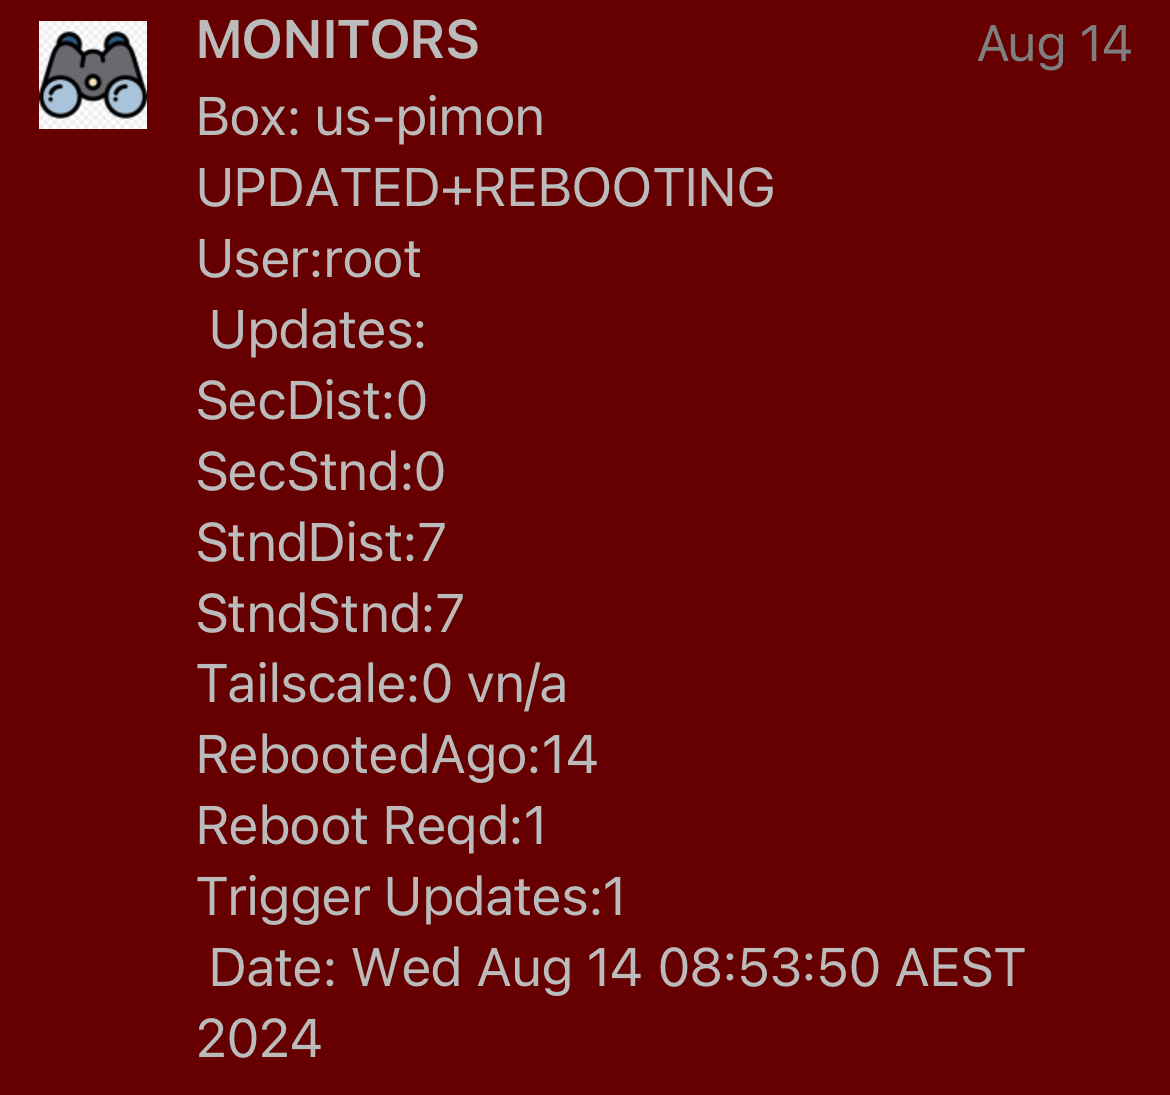 MONITORS
Aug 14
Box: us-pimon
UPDATED+REBOOTING
User:root
Updates:
SecDist:0
SecStnd:0
StndDist:7
StndStnd:7
Tailscale:0 vn/a
RebootedAgo:14
Reboot Reqd:1
Trigger Updates:1
Date: Wed Aug 14 08:53:50 AEST
2024